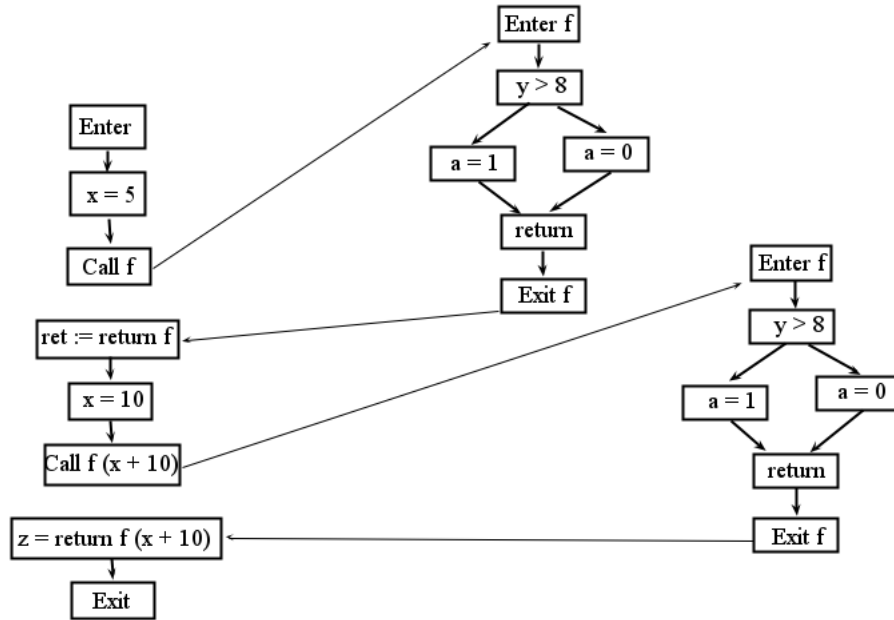 Enter
x = 5
Call f
ret := return f
x = 10
Call f (x + 10)
z = return f (x + 10)
Exit
Enter f
y > 8
a = 1
a = 0
return
Exit f
Enter f
y > 8
a = 1
a = 0
return
Exit f